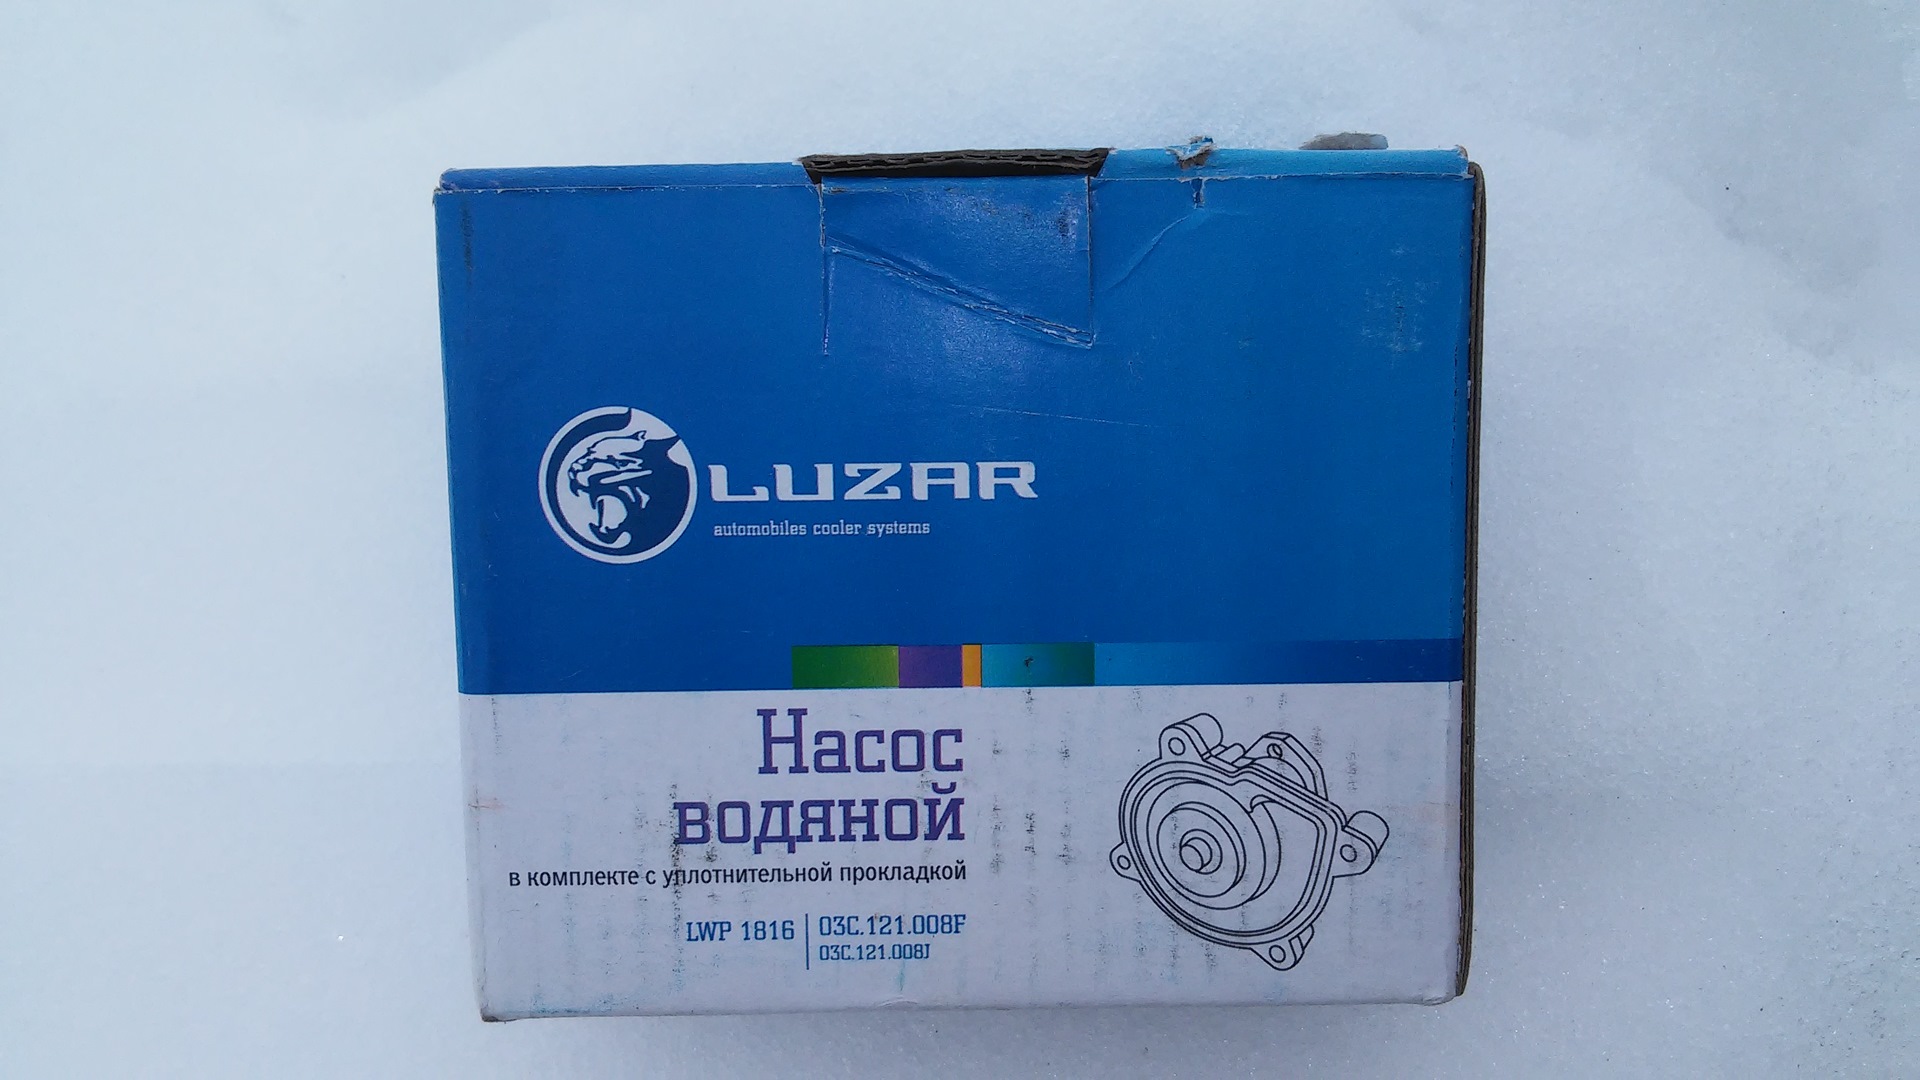 LUZAR
automobiles cooler systems
Насос
водяной
в комплекте с уплотнительной прокладкой
LWP 1816
03C.121.008F
03C.121.008J